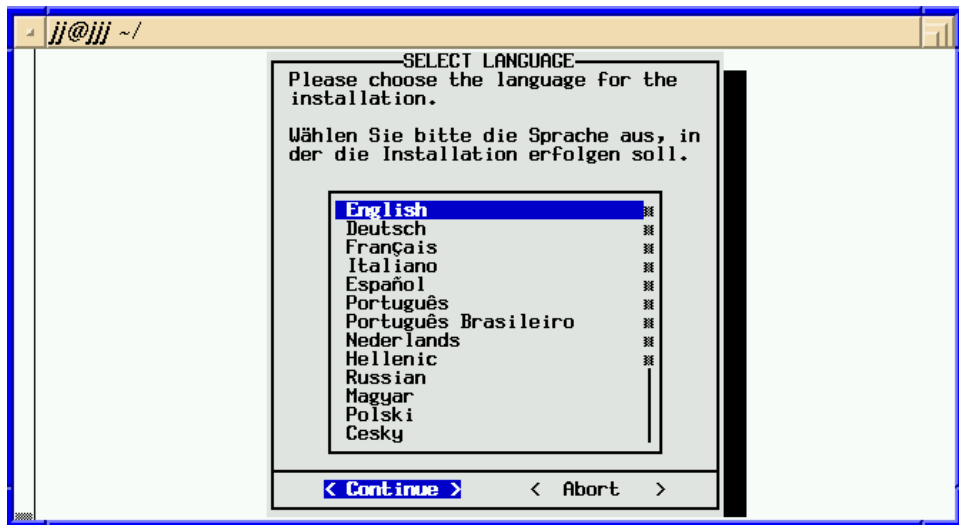 jj@jjj ~/
SELECT LANGUAGE
Please choose the language for the
installation.
Wählen Sie bitte die Sprache aus, in
der die Installation erfolgen soll.
English
Deutsch
Français
Italiano
Español
Português
Português Brasileiro
Nederlands
Hellenic
Russian
Magyar
Polski
Cesky
< Continue > < Abort >